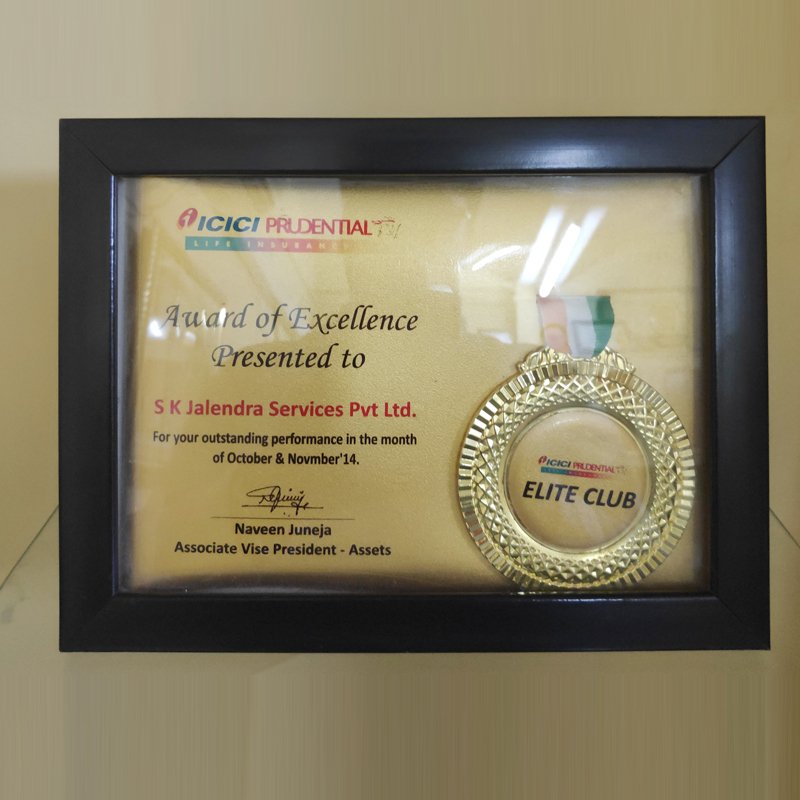 ICICI PRUDENTIAL
LIFE INSURANCE
Award of Excellence
Presented to
S K Jalendra Services Pvt Ltd.
For your outstanding performance in the month
of October & Novmber'14.
Naveen Juneja
Associate Vise President - Assets
ICICI PRUDENTIAL
ELITE CLUB